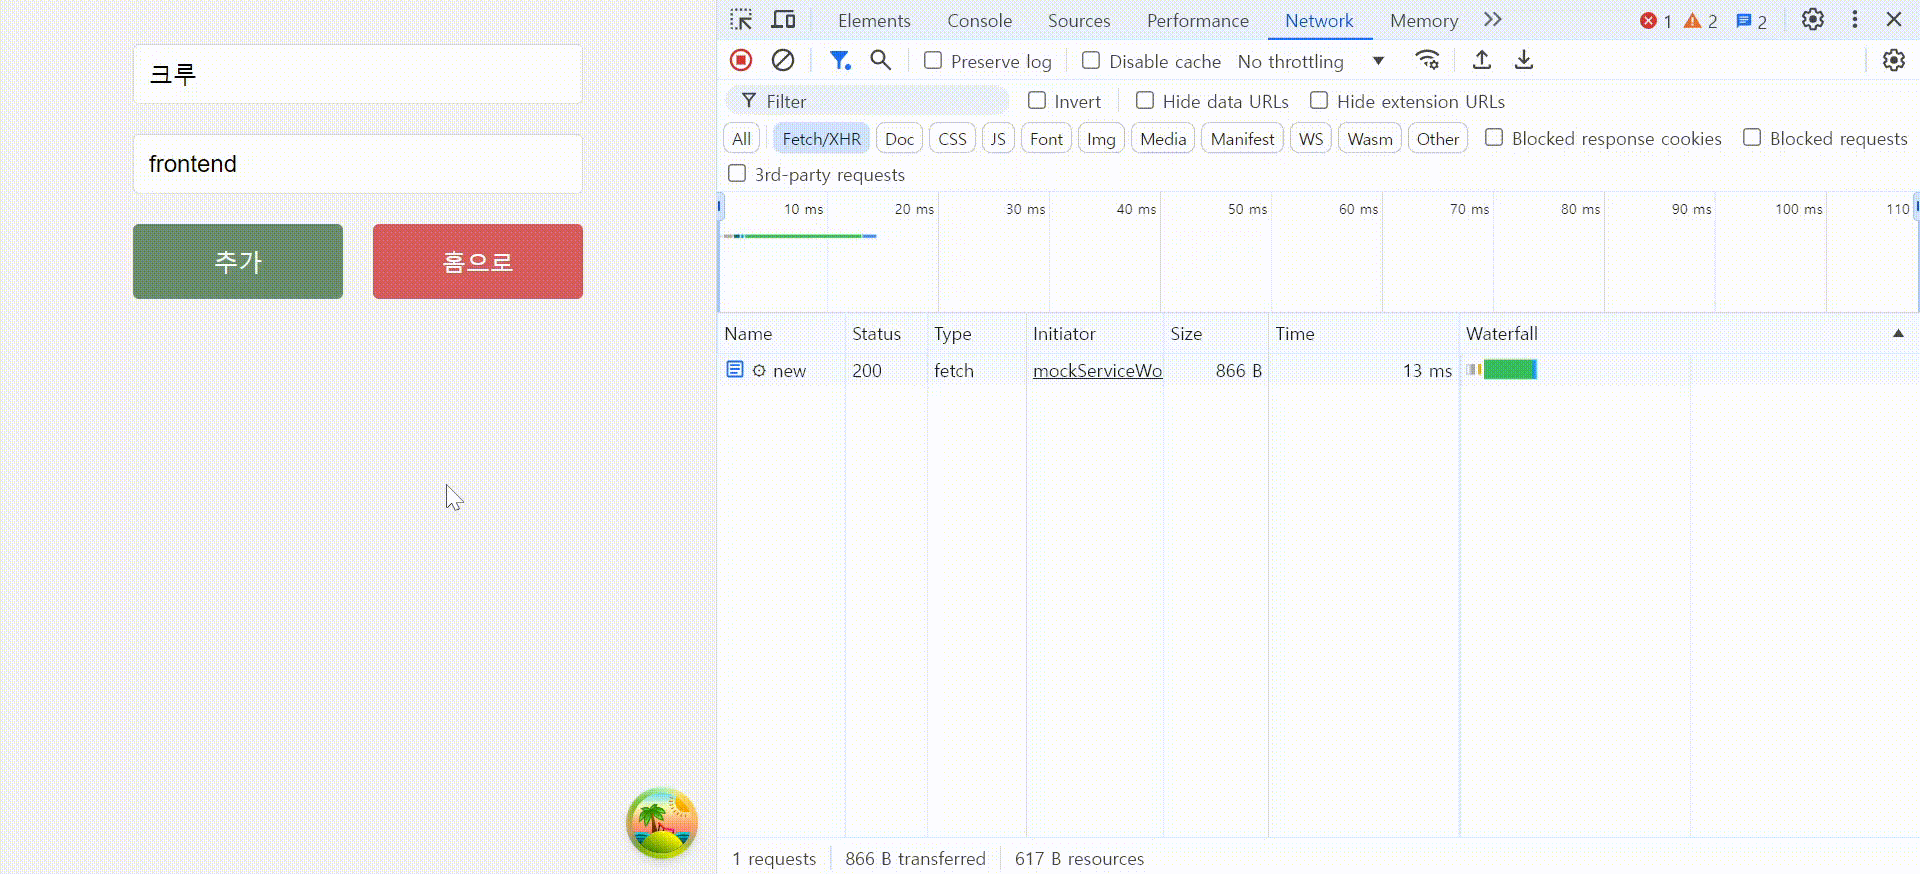 크루
frontend
추가 홈으로
Elements Console Sources Performance Network Memory 1 2 2
Preserve log Disable cache No throttling
Filter Invert Hide data URLs Hide extension URLs
All Fetch/XHR Doc CSS JS Font Img Media Manifest WS Wasm Other Blocked response cookies Blocked requests
3rd-party requests
10 ms 20 ms 30 ms 40 ms 50 ms 60 ms 70 ms 80 ms 90 ms 100 ms 110
Name Status Type Initiator Size Time Waterfall
new 200 fetch mockServiceWo 866 B 13 ms
1 requests 866 B transferred 617 B resources